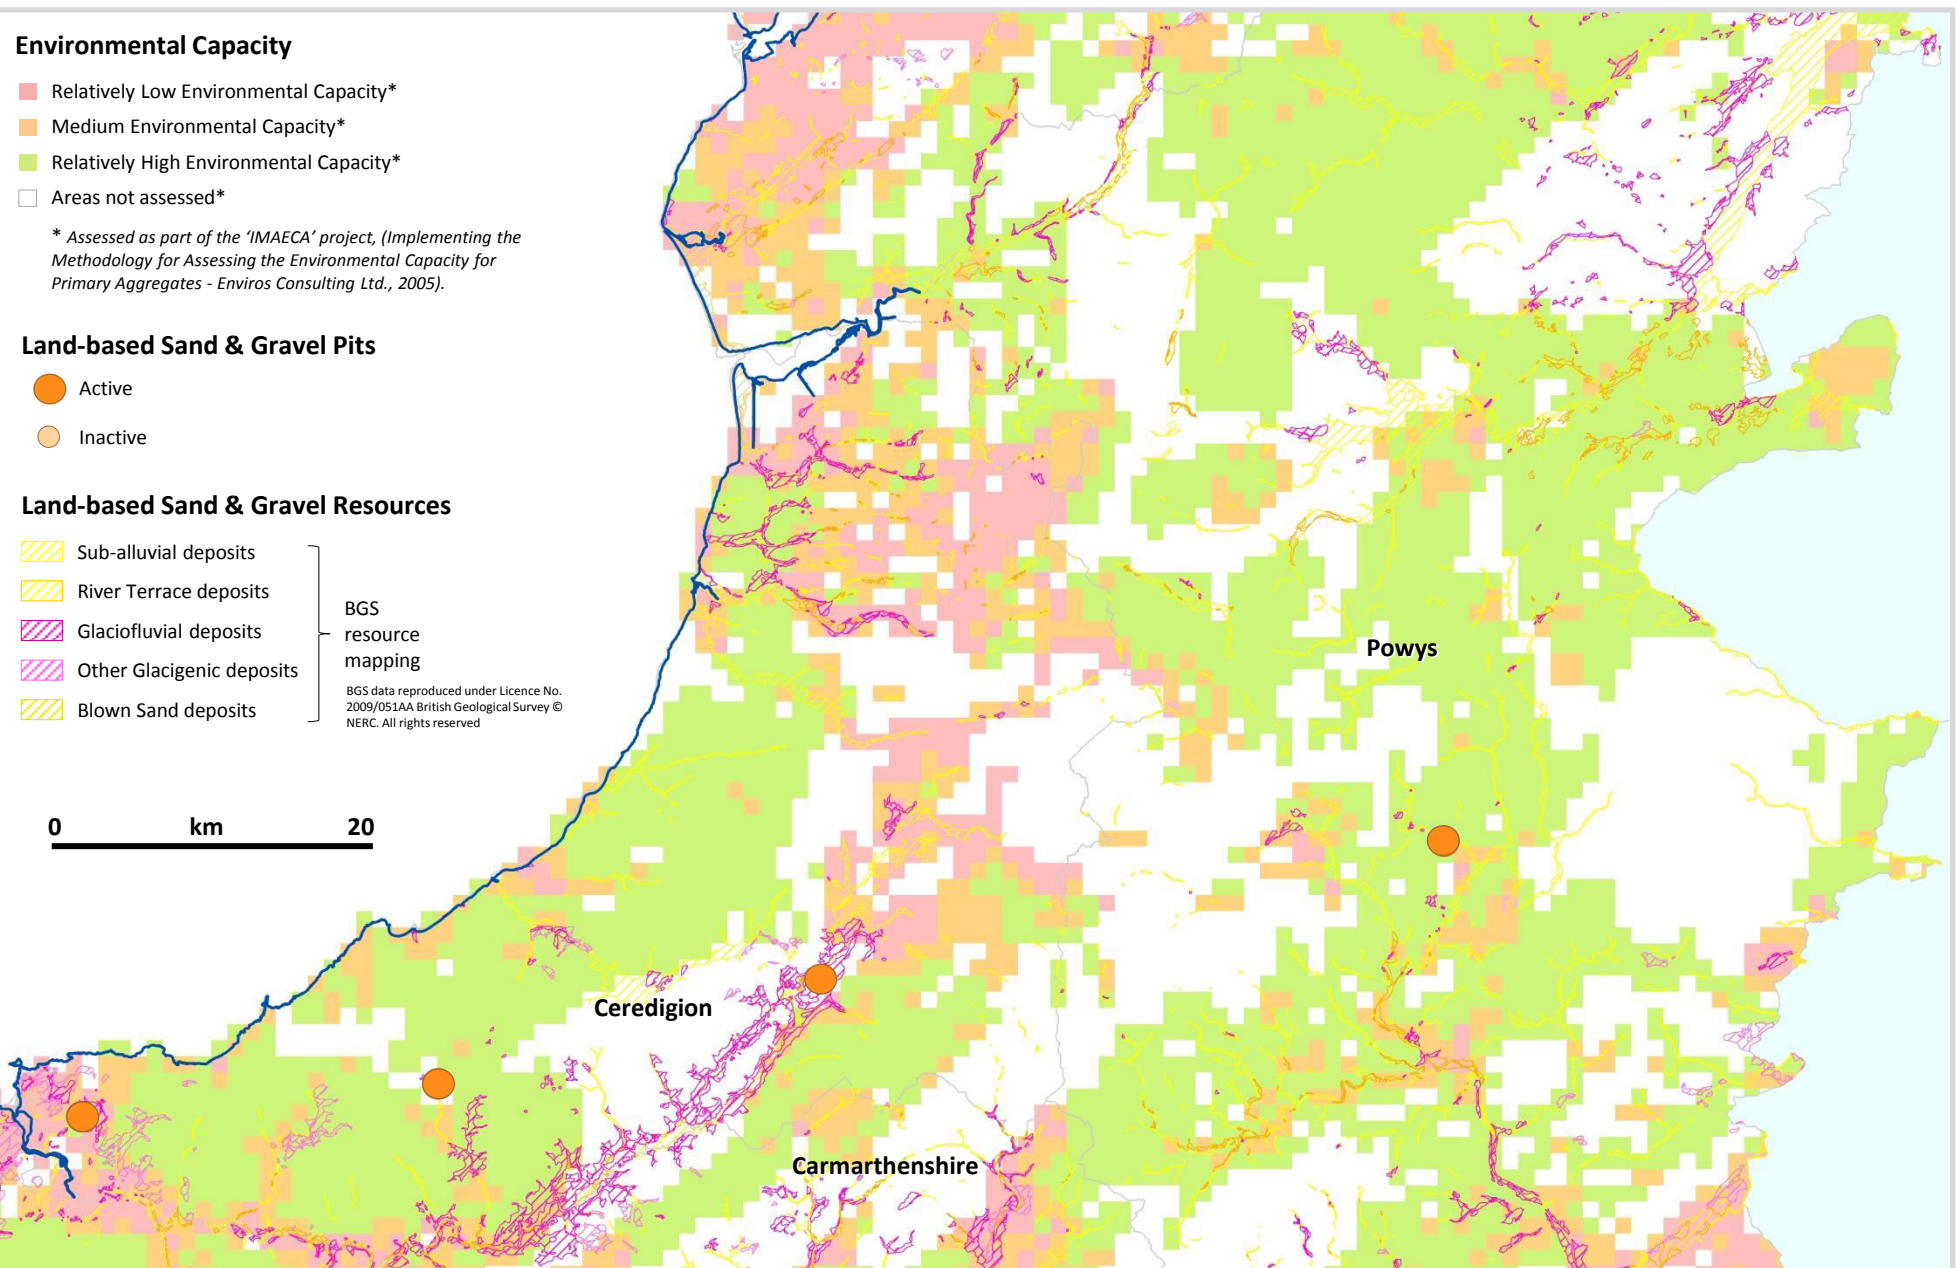 Environmental Capacity
Relatively Low Environmental Capacity*
Medium Environmental Capacity*
Relatively High Environmental Capacity*
Areas not assessed*
* Assessed as part of the ‘IMAECA’ project, (Implementing the
Methodology for Assessing the Environmental Capacity for
Primary Aggregates - Enviros Consulting Ltd., 2005).
Land-based Sand & Gravel Pits
Active
Inactive
Land-based Sand & Gravel Resources
Sub-alluvial deposits
River Terrace deposits
Glaciofluvial deposits
Other Glacigenic deposits
Blown Sand deposits
BGS
resource
mapping
BGS data reproduced under Licence No.
2009/051AA British Geological Survey ©
NERC. All rights reserved
0 km 20
Powys
Ceredigion
Carmarthenshire